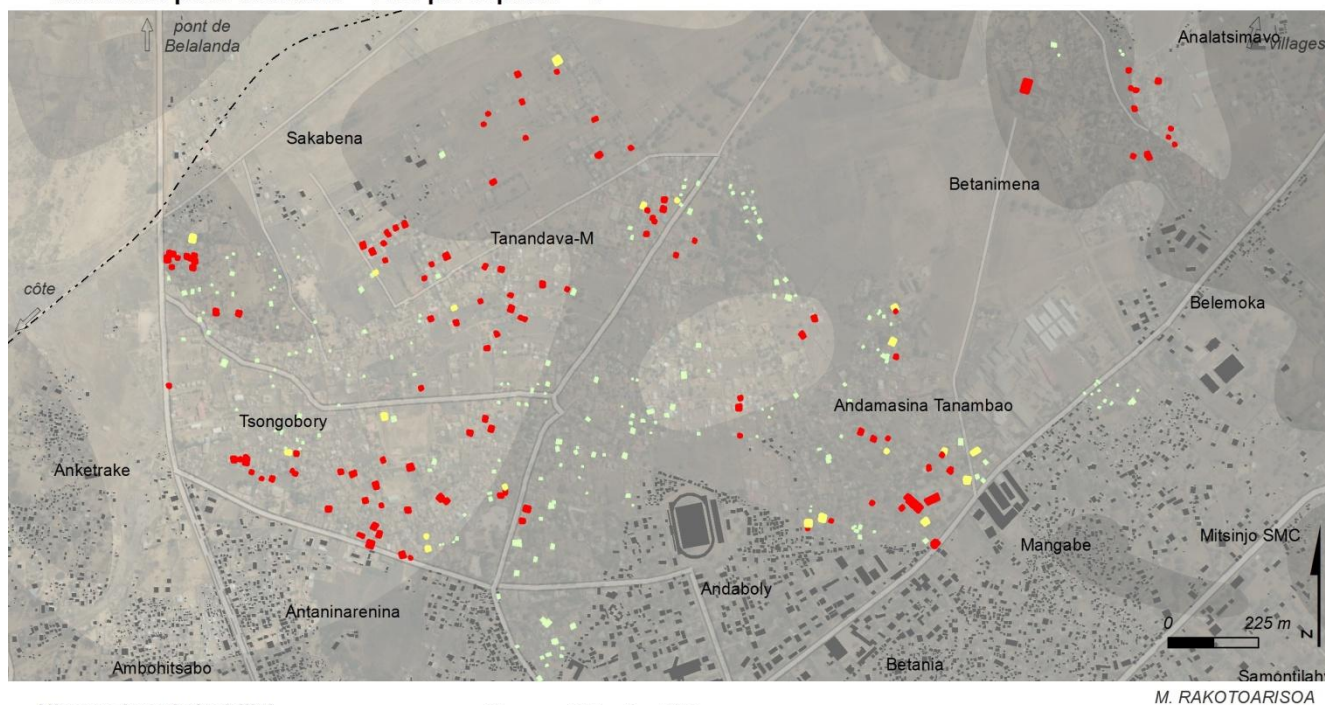 pont de
Belalanda
Analatsimavo
villages
Sakabena
Betanimena
Tanandava-M
côte
Belemoka
Andamasina Tanambao
Tsongobory
Anketrake
Mangabe
Mitsinjo SMC
Andaboly
Antaninarenina
0 225 m
N
Betania
Ambohitsabo
Samontilah
M. RAKOTOARISOA